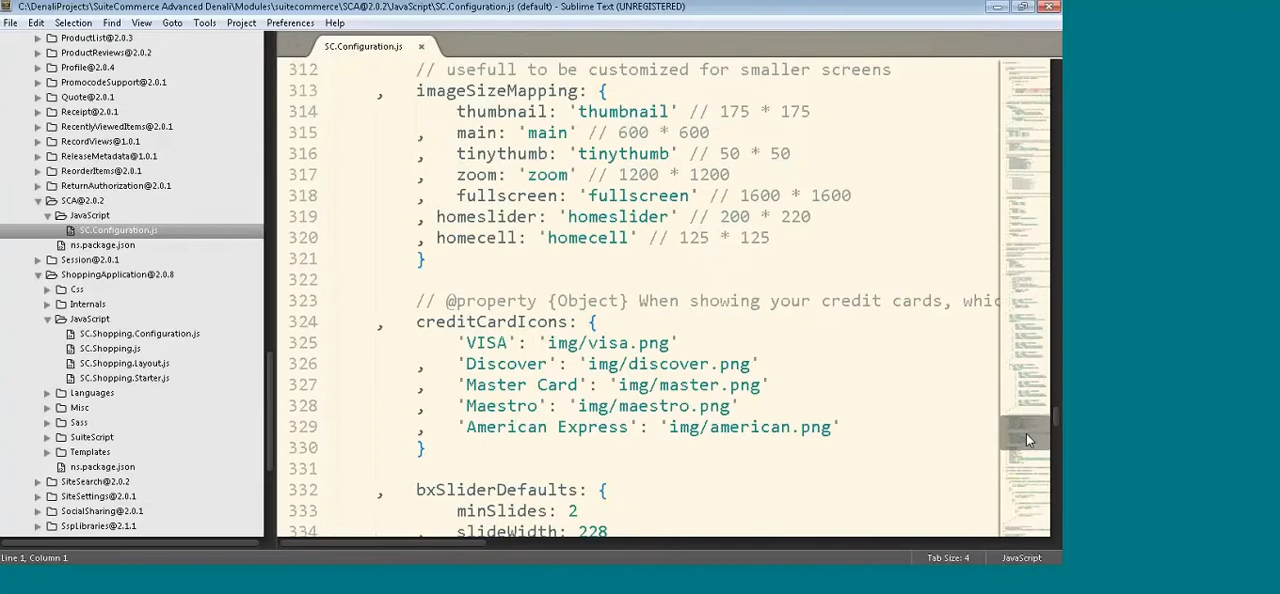 C:\DenaliProjects\SuiteCommerce Advanced Denali\Modules\suitecommerce\SCA@2.0.2\JavaScript\SC.Configuration.js (default) - Sublime Text (UNREGISTERED)
File Edit Selection Find View Goto Tools Project Preferences Help
ProductList@2.0.3
ProductReviews@2.0.2
Profile@2.0.4
PromocodeSupport@2.0.1
Quote@2.0.1
Receipt@2.0.1
RecentlyViewedItems@2.0.1
RecordViews@1.0.1
ReleaseMetadata@1.0.1
ReorderItems@2.0.1
ReturnAuthorization@2.0.1
SCA@2.0.2
JavaScript
SC.Configuration.js
ns.package.json
Session@2.0.1
ShoppingApplication@2.0.8
Css
Internals
JavaScript
SC.Shopping.Configuration.js
SC.Shopping.js
SC.Shopping.Layout.js
SC.Shopping.Starter.js
Languages
Misc
Sass
SuiteScript
Templates
ns.package.json
SiteSearch@2.0.2
SiteSettings@2.0.1
SocialSharing@2.0.1
SspLibraries@2.1.1
SC.Configuration.js
312 // usefull to be customized for smaller screens
313 , imageSizeMapping: {
314 thumbnail: 'thumbnail' // 175 * 175
315 , main: 'main' // 600 * 600
316 , tinythumb: 'tinythumb' // 50 * 50
317 , zoom: 'zoom' // 1200 * 1200
318 , fullscreen: 'fullscreen' // 1600 * 1600
319 , homeslider: 'homeslider' // 200 * 220
320 , homecell: 'homecell' // 125 * 125
321 }
322
323 // @property {Object} When showing your credit cards, whic
324 , creditCardIcons: {
325 'VISA': 'img/visa.png'
326 , 'Discover': 'img/discover.png'
327 , 'Master Card': 'img/master.png'
328 , 'Maestro': 'img/maestro.png'
329 , 'American Express': 'img/american.png'
330 }
331
332 , bxSliderDefaults: {
333 minSlides: 2
334 , slideWidth: 228
Line 1, Column 1
Tab Size: 4
JavaScript